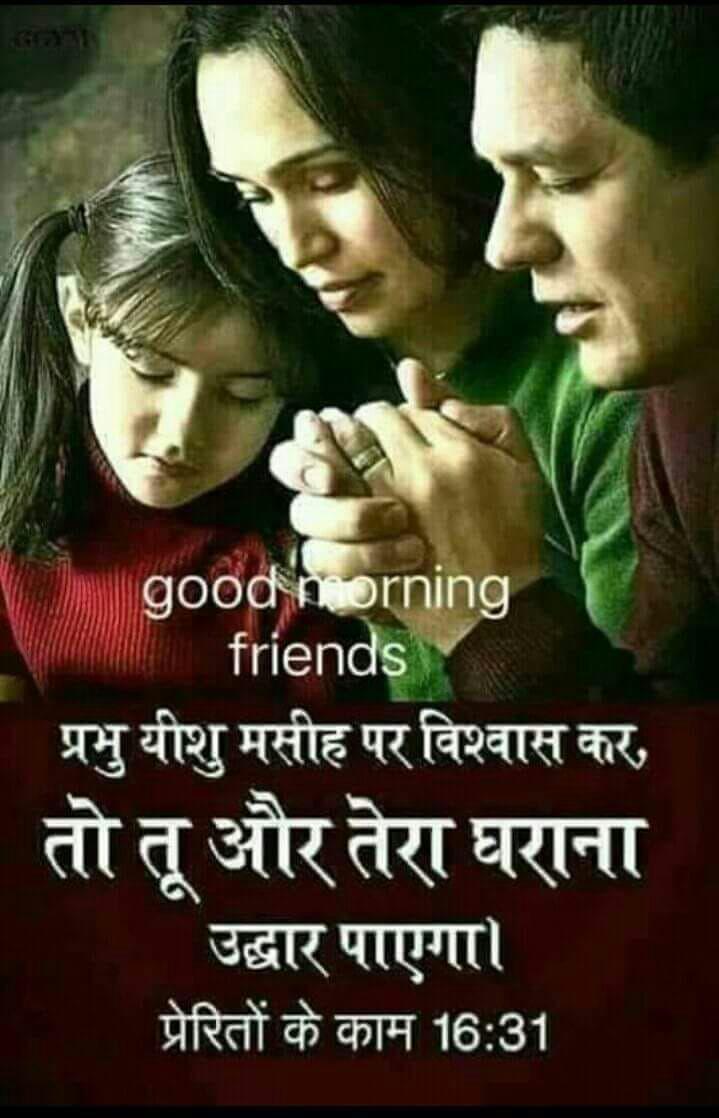 good morning
friends
प्रभु यीशु मसीह पर विश्वास कर,
तो तू और तेरा घराना
उद्धार पाएगा।
प्रेरितों के काम 16:31